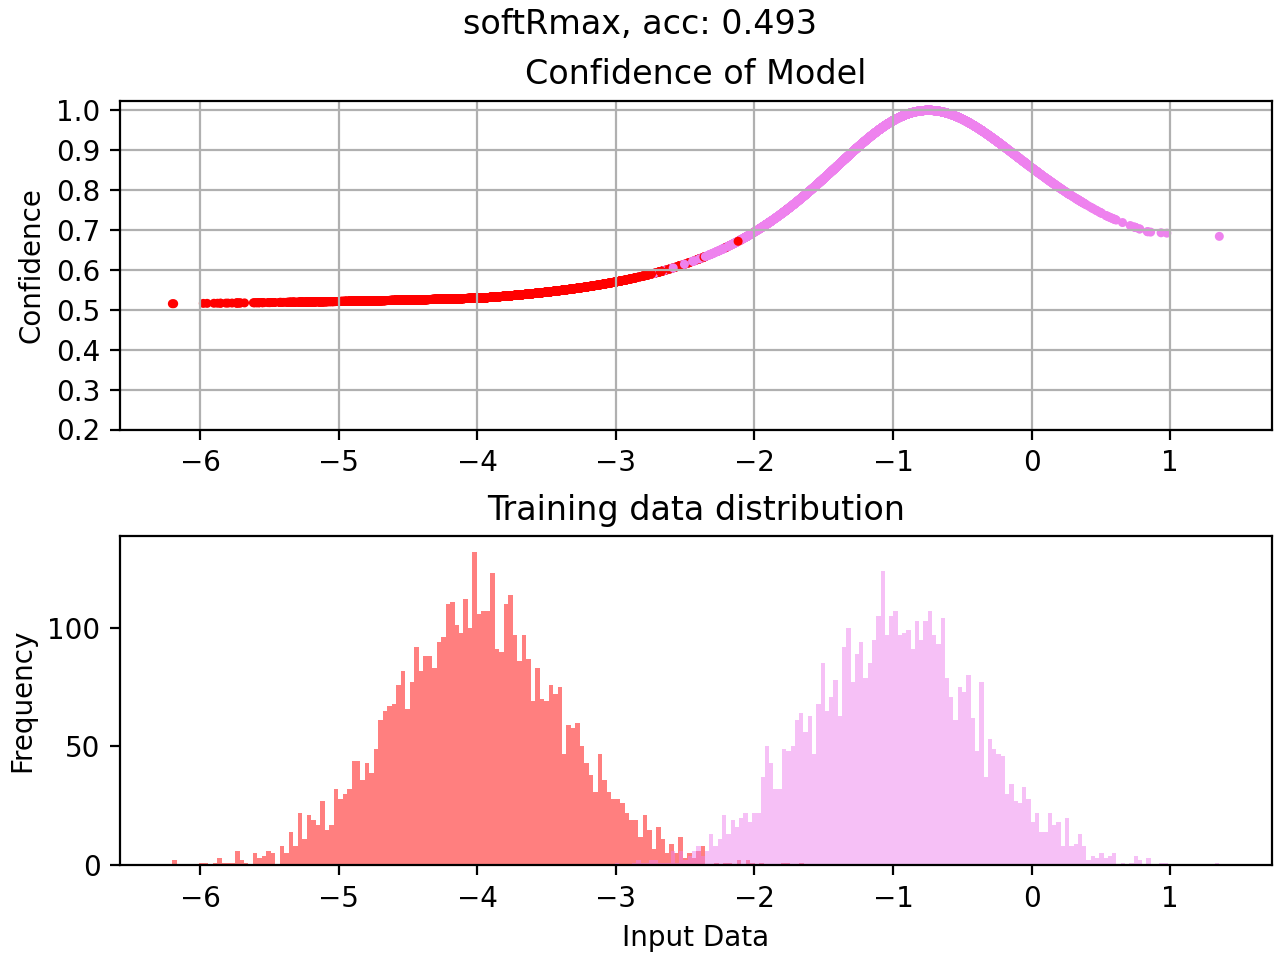 softRmax, acc: 0.493
Confidence of Model
Confidence
1.0
0.9
0.8
0.7
0.6
0.5
0.4
0.3
0.2
−6 −5 −4 −3 −2 −1 0 1
Training data distribution
Frequency
100
50
0
−6 −5 −4 −3 −2 −1 0 1
Input Data